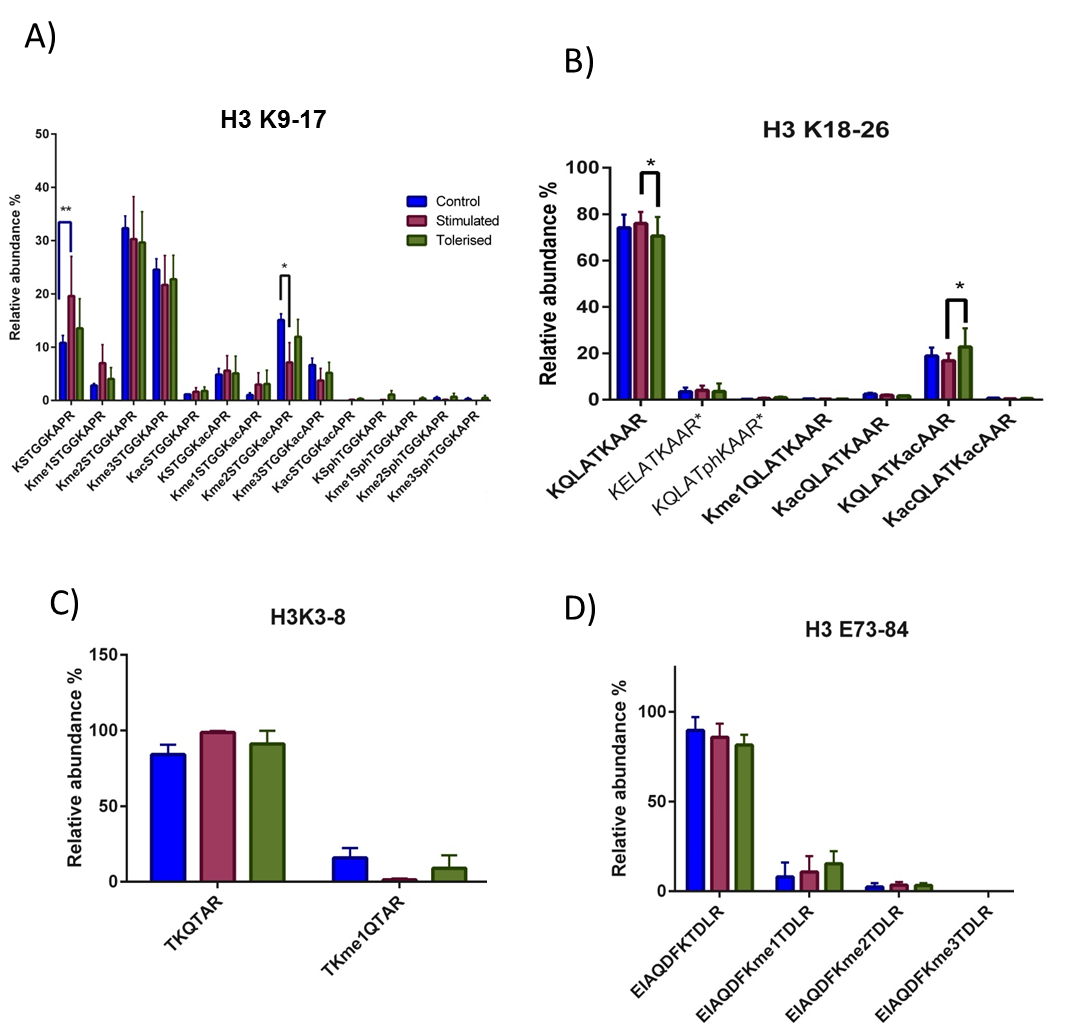 A)
H3 K9-17
Relative abundance %
50
40
30
20
10
0
**
*
Control
Stimulated
Tolerised
KSTGGKAPR
Kme1STGGKAPR
Kme2STGGKAPR
Kme3STGGKAPR
KacSTGGKAPR
KSTGGKacAPR
Kme1STGGKacAPR
Kme2STGGKacAPR
Kme3STGGKacAPR
KacSTGGKacAPR
KSphTGGKAPR
Kme1SphTGGKAPR
Kme2SphTGGKAPR
Kme3SphTGGKAPR
B)
H3 K18-26
Relative abundance %
100
80
60
40
20
0
*
*
KQLATKAAR
KELATKAAR*
KQLATphKAAR*
Kme1QLATKAAR
KacQLATKAAR
KQLATKacAAR
KacQLATKacAAR
C)
H3K3-8
Relative abundance %
150
100
50
0
TKQTAR
TKme1QTAR
D)
H3 E73-84
Relative abundance %
100
50
0
EIAQDFKTDLR
EIAQDFKme1TDLR
EIAQDFKme2TDLR
EIAQDFKme3TDLR